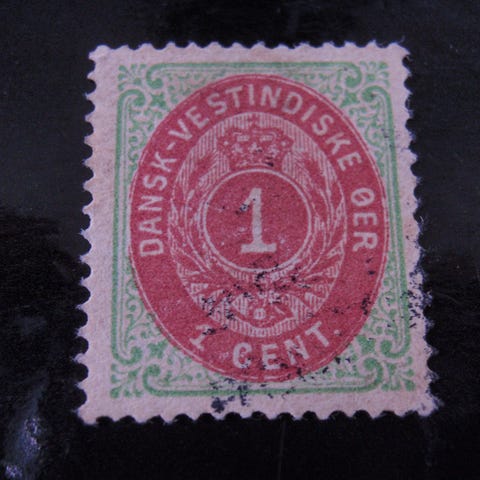 DANSK-VESTINDISKE ØER
1
1 CENT.